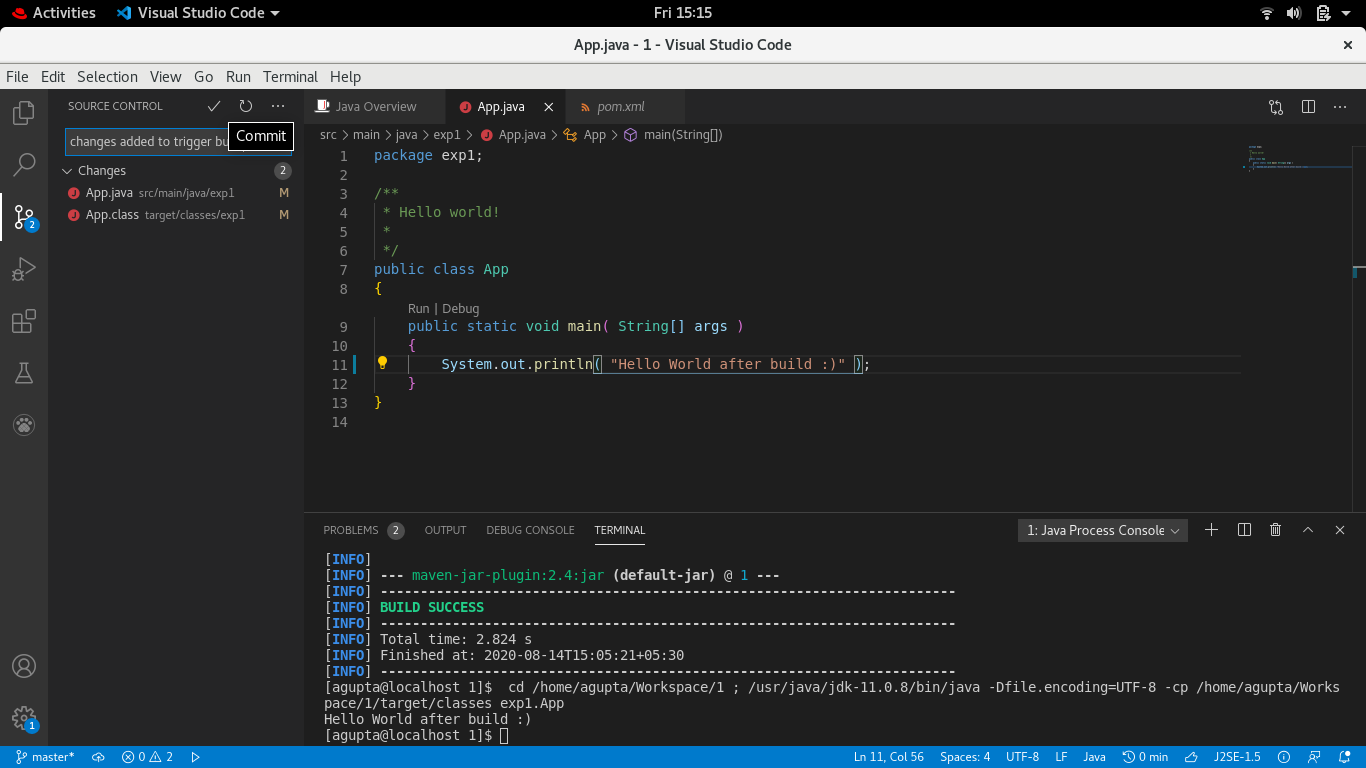 Activities Visual Studio Code Fri 15:15
App.java - 1 - Visual Studio Code
File Edit Selection View Go Run Terminal Help
SOURCE CONTROL
Commit
changes added to trigger bu
Changes 2
App.java src/main/java/exp1 M
App.class target/classes/exp1 M
2
1
Java Overview App.java pom.xml
src > main > java > exp1 > App.java > App > main(String[])
1 package exp1;
2
3 /**
4 * Hello world!
5 *
6 */
7 public class App
8 {
Run | Debug
9 public static void main( String[] args )
10 {
11 System.out.println( "Hello World after build :)" );
12 }
13 }
14
PROBLEMS 2 OUTPUT DEBUG CONSOLE TERMINAL 1: Java Process Console
[INFO]
[INFO] --- maven-jar-plugin:2.4:jar (default-jar) @ 1 ---
[INFO] ------------------------------------------------------------------------
[INFO] BUILD SUCCESS
[INFO] ------------------------------------------------------------------------
[INFO] Total time: 2.824 s
[INFO] Finished at: 2020-08-14T15:05:21+05:30
[INFO] ------------------------------------------------------------------------
[agupta@localhost 1]$  cd /home/agupta/Workspace/1 ; /usr/java/jdk-11.0.8/bin/java -Dfile.encoding=UTF-8 -cp /home/agupta/Works
pace/1/target/classes exp1.App
Hello World after build :)
[agupta@localhost 1]$
master* 0 2 Ln 11, Col 56 Spaces: 4 UTF-8 LF Java 0 min J2SE-1.5